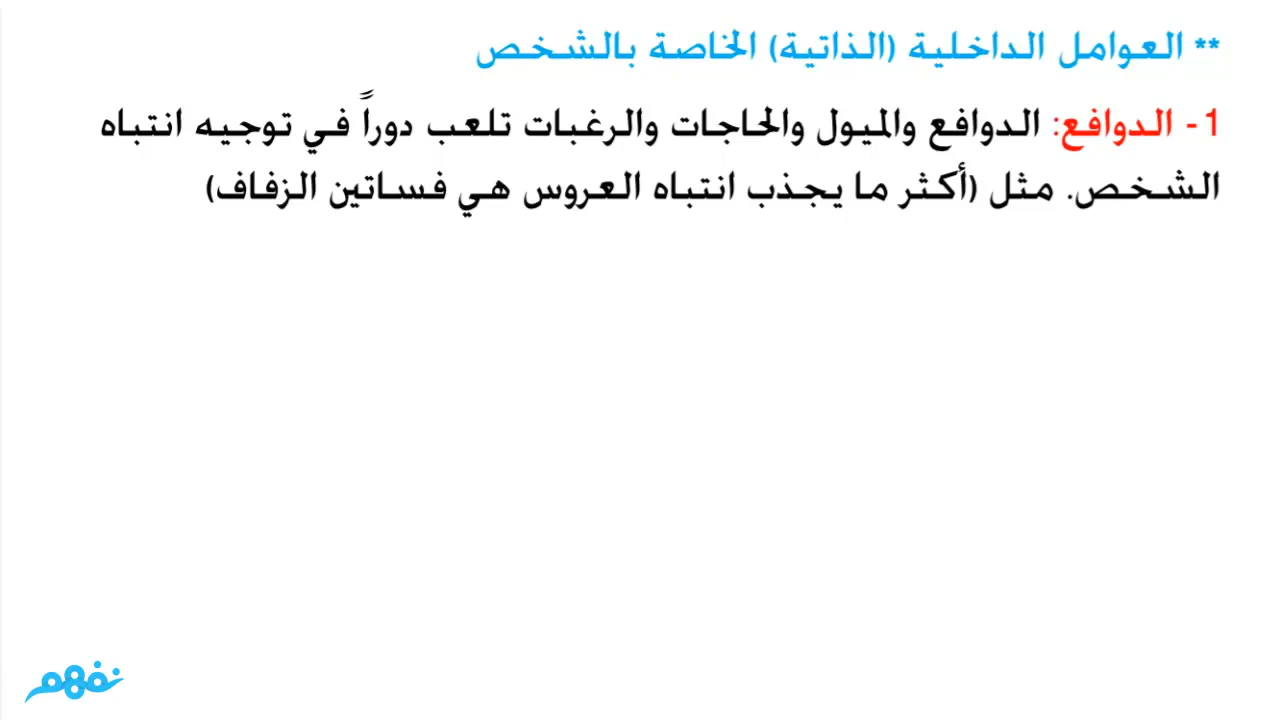 ** العوامل الداخلية (الذاتية) الخاصة بالشخص
1- الدوافع: الدوافع والميول والحاجات والرغبات تلعب دوراً في توجيه انتباه
الشخص. مثل (أكثر ما يجذب انتباه العروس هي فساتين الزفاف)
نفهم